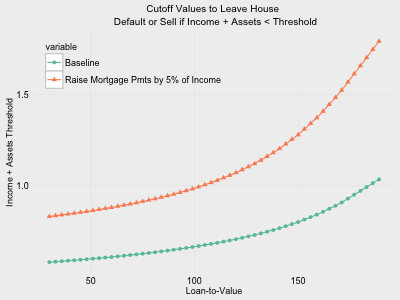 Cutoff Values to Leave House
Default or Sell if Income + Assets < Threshold
variable
Baseline
Raise Mortgage Pmts by 5% of Income
Income + Assets Threshold
1.5
1.0
50
100
150
Loan-to-Value